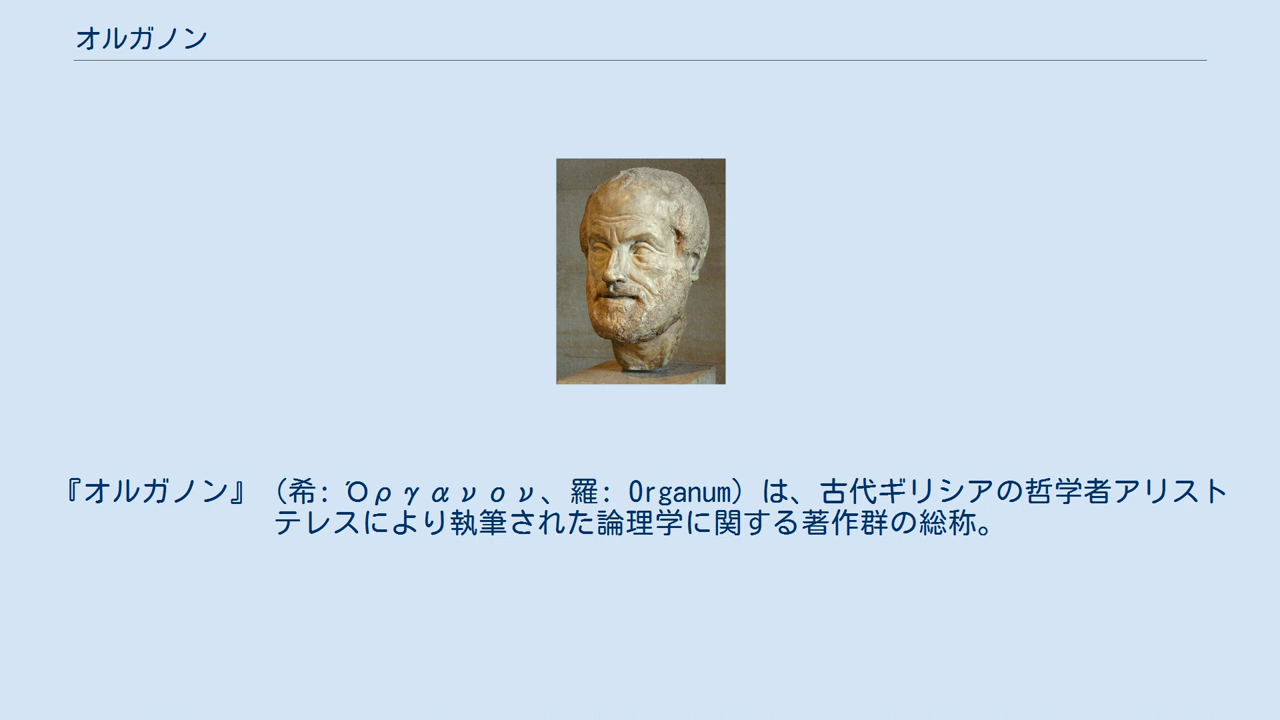 オルガノン
『オルガノン』（希: Ὄργανον、羅: Organum）は、古代ギリシアの哲学者アリスト
テレスにより執筆された論理学に関する著作群の総称。